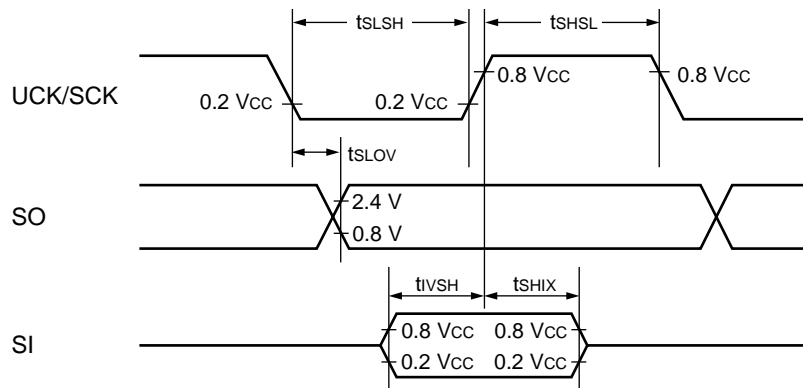 tSLSH tSHSL
UCK/SCK
0.2 VCC 0.2 VCC 0.8 VCC 0.8 VCC
tSLOV
SO
2.4 V
0.8 V
tIVSH tSHIX
SI
0.8 VCC 0.8 VCC
0.2 VCC 0.2 VCC